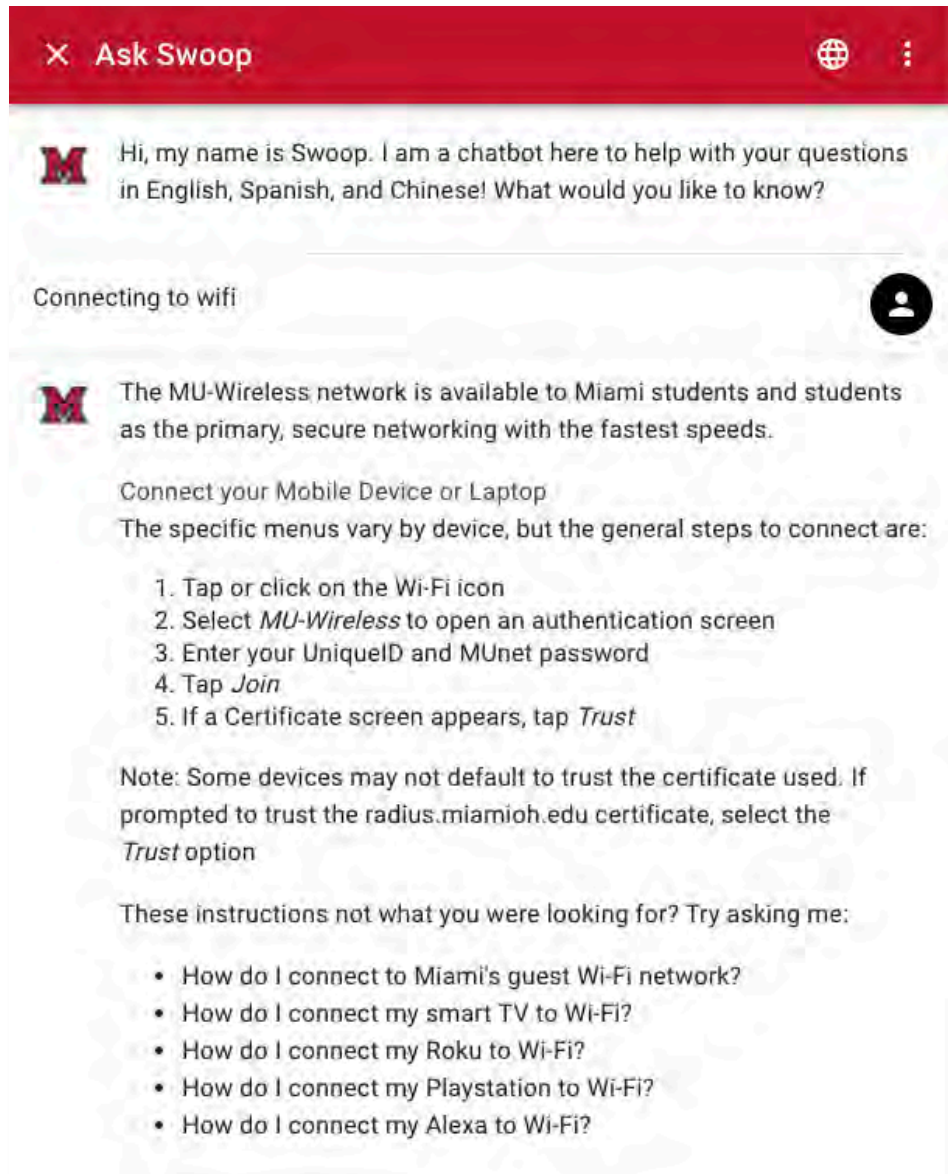 Ask Swoop
M
Hi, my name is Swoop. I am a chatbot here to help with your questions
in English, Spanish, and Chinese! What would you like to know?
Connecting to wifi
M
The MU-Wireless network is available to Miami students and students
as the primary, secure networking with the fastest speeds.
Connect your Mobile Device or Laptop
The specific menus vary by device, but the general steps to connect are:
1. Tap or click on the Wi-Fi icon
2. Select MU-Wireless to open an authentication screen
3. Enter your UniqueID and MUnet password
4. Tap Join
5. If a Certificate screen appears, tap Trust
Note: Some devices may not default to trust the certificate used. If
prompted to trust the radius.miamioh.edu certificate, select the
Trust option
These instructions not what you were looking for? Try asking me:
• How do I connect to Miami's guest Wi-Fi network?
• How do I connect my smart TV to Wi-Fi?
• How do I connect my Roku to Wi-Fi?
• How do I connect my Playstation to Wi-Fi?
• How do I connect my Alexa to Wi-Fi?